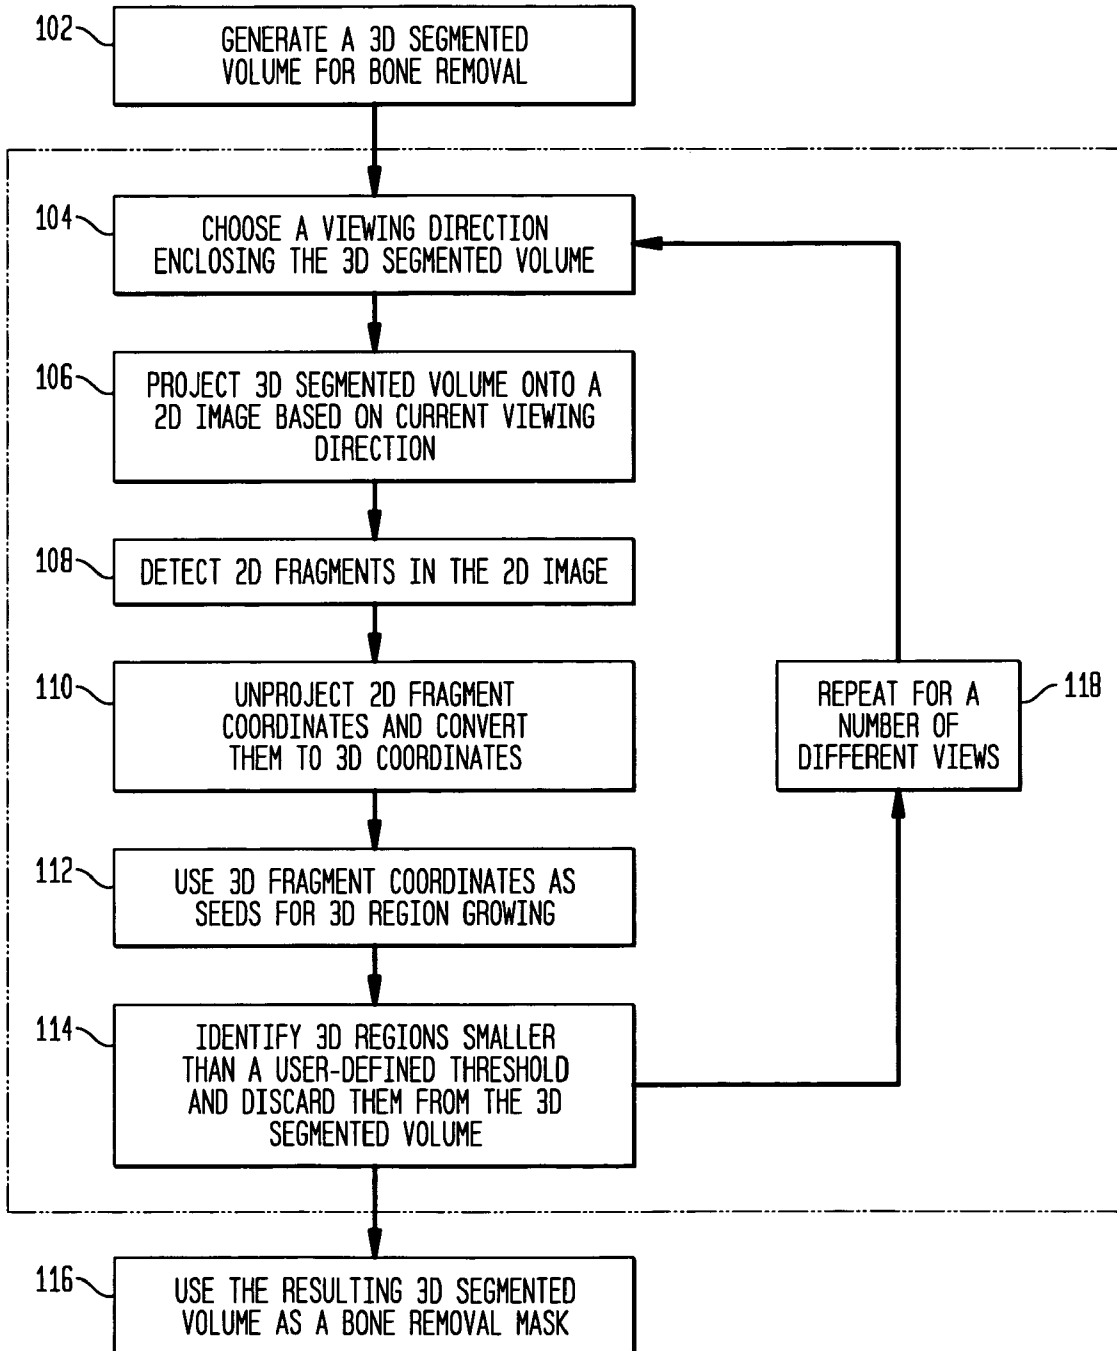 102
GENERATE A 3D SEGMENTED
VOLUME FOR BONE REMOVAL
104
CHOOSE A VIEWING DIRECTION
ENCLOSING THE 3D SEGMENTED VOLUME
106
PROJECT 3D SEGMENTED VOLUME ONTO A
2D IMAGE BASED ON CURRENT VIEWING
DIRECTION
108
DETECT 2D FRAGMENTS IN THE 2D IMAGE
110
UNPROJECT 2D FRAGMENT
COORDINATES AND CONVERT
THEM TO 3D COORDINATES
REPEAT FOR A
NUMBER OF
DIFFERENT VIEWS
118
112
USE 3D FRAGMENT COORDINATES AS
SEEDS FOR 3D REGION GROWING
114
IDENTIFY 3D REGIONS SMALLER
THAN A USER-DEFINED THRESHOLD
AND DISCARD THEM FROM THE 3D
SEGMENTED VOLUME
116
USE THE RESULTING 3D SEGMENTED
VOLUME AS A BONE REMOVAL MASK